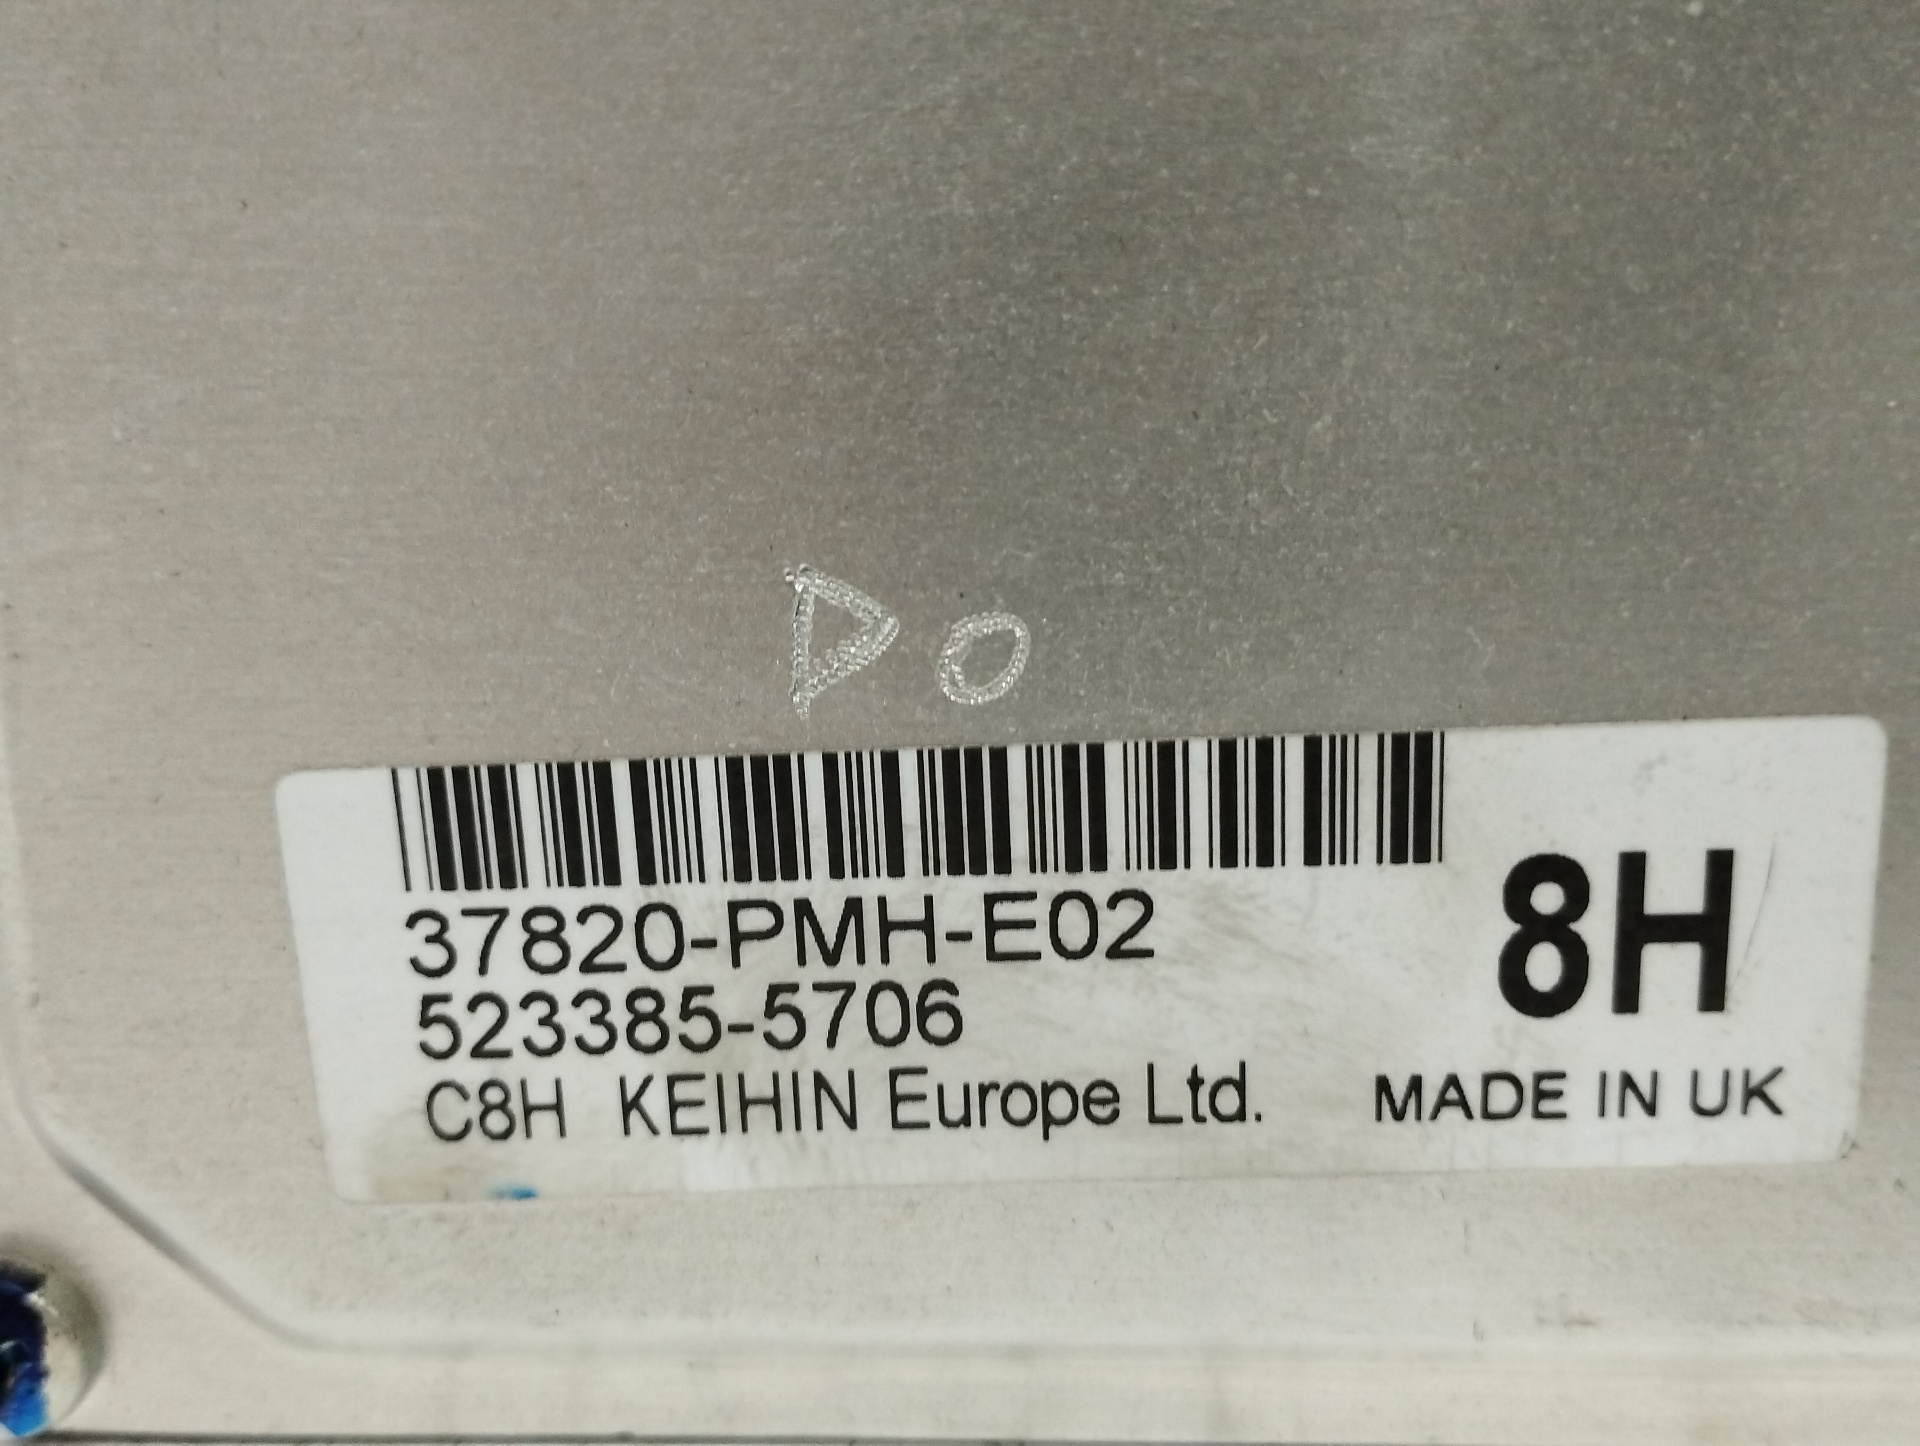 DO
37820-PMH-E02
8H
523385-5706
C8H KEIHIN Europe Ltd.
MADE IN UK